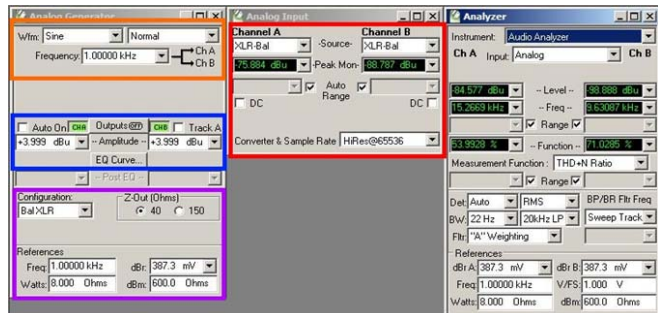 Analog Generator
Wfm: Sine Normal
Frequency: 1.00000 kHz Ch A
Ch B
Auto On CHA Outputs OFF CHB Track A
+3.999 dBu -- Amplitude -- +3.999 dBu
EQ Curve...
-- Post EQ --
Configuration: Z-Out (Ohms)
Bal XLR 40 150
References
Freq: 1.00000 kHz dBr: 387.3 mV
Watts: 8.000 Ohms dBm: 600.0 Ohms
Analog Input
Channel A Channel B
XLR-Bal -Source- XLR-Bal
-75.884 dBu -Peak Mon- -88.787 dBu
Auto
Range
DC DC
Converter & Sample Rate HiRes@65536
Analyzer
Instrument: Audio Analyzer
Ch A Input: Analog Ch B
-84.577 dBu -- Level -- -98.888 dBu
15.2669 kHz -- Freq -- 9.63087 kHz
Range
53.9928 % -- Function -- 71.0285 %
Measurement Function: THD+N Ratio
Range
Det: Auto RMS BP/BR Fltr Freq
BW: 22 Hz 20kHz LP Sweep Track
Fltr: "A" Weighting
References
dBr A: 387.3 mV dBr B: 387.3 mV
Freq: 1.00000 kHz V/FS: 1.000 V
Watts: 8.000 Ohms dBm: 600.0 Ohms